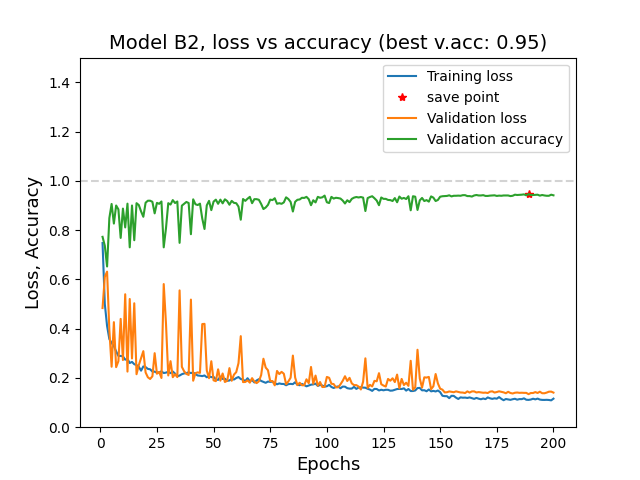 Model B2, loss vs accuracy (best v.acc: 0.95)
Loss, Accuracy
1.4
1.2
1.0
0.8
0.6
0.4
0.2
0.0
Training loss
save point
Validation loss
Validation accuracy
0 25 50 75 100 125 150 175 200
Epochs